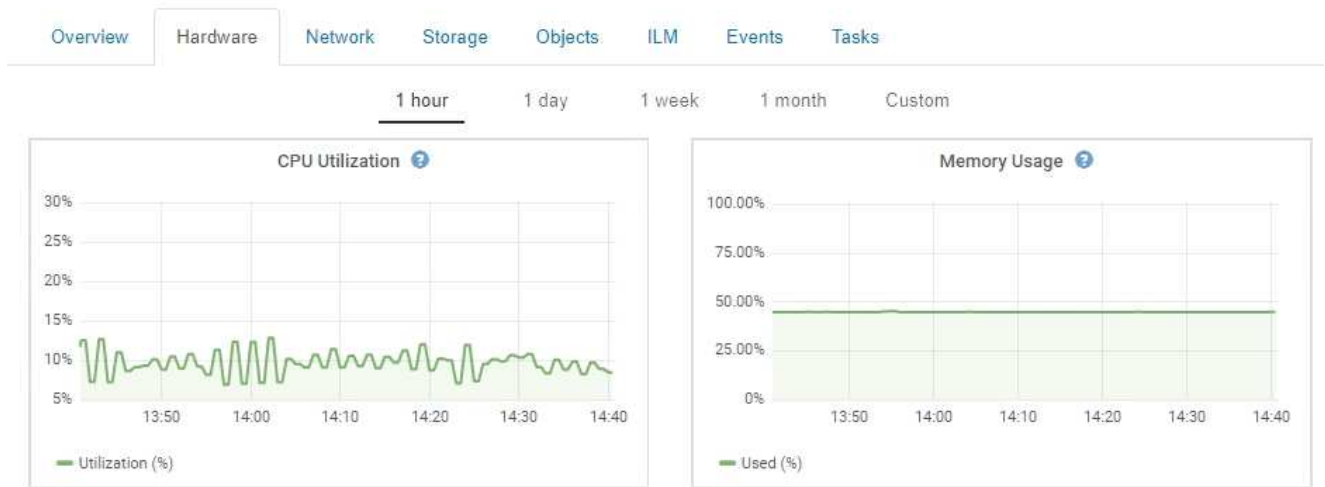 Overview Hardware Network Storage Objects ILM Events Tasks
1 hour 1 day 1 week 1 month Custom
CPU Utilization ?
30%
25%
20%
15%
10%
5%
13:50 14:00 14:10 14:20 14:30 14:40
Utilization (%)
Memory Usage ?
100.00%
75.00%
50.00%
25.00%
0%
13:50 14:00 14:10 14:20 14:30 14:40
Used (%)